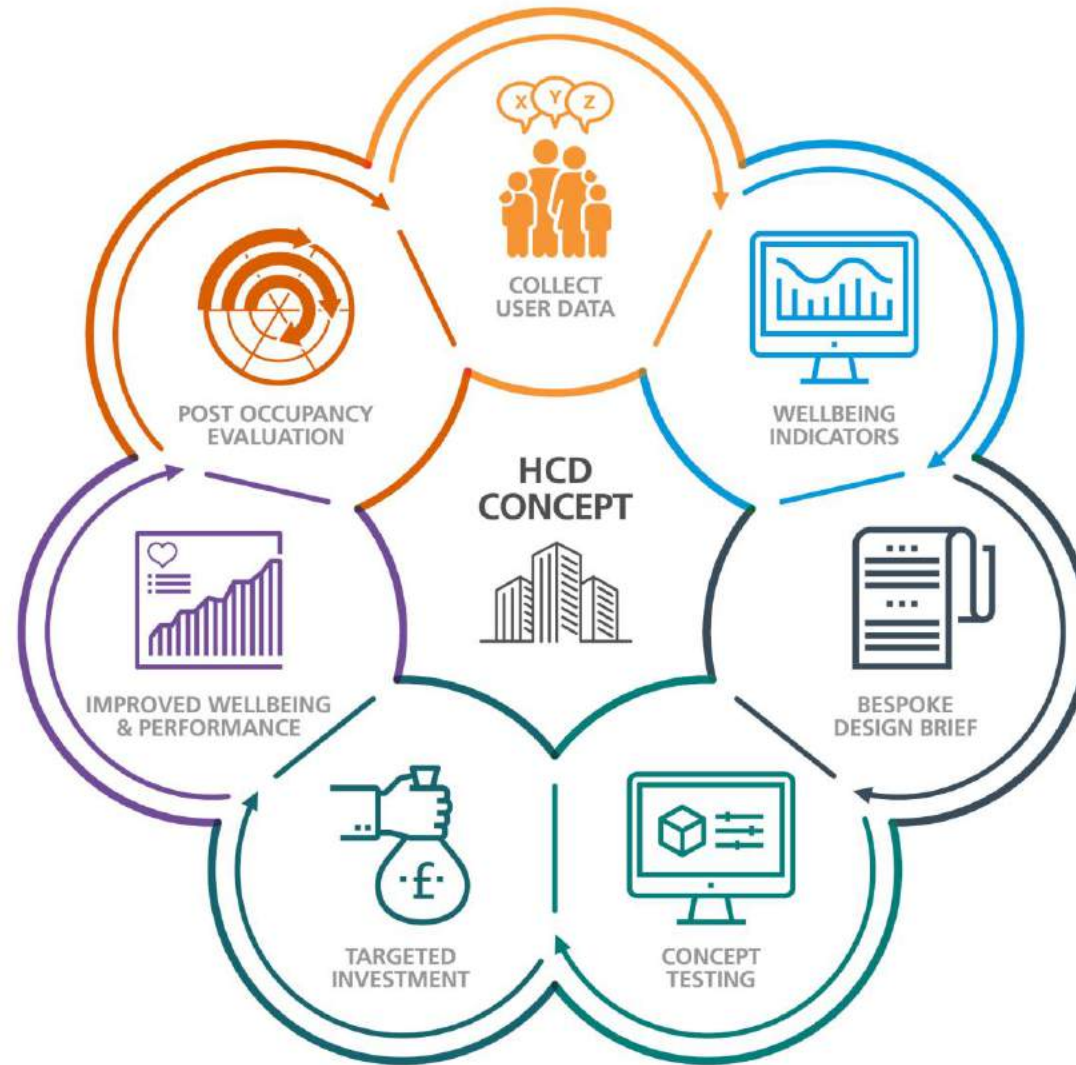 X Y Z
COLLECT
USER DATA
WELLBEING
INDICATORS
BESPOKE
DESIGN BRIEF
CONCEPT
TESTING
TARGETED
INVESTMENT
£
IMPROVED WELLBEING
& PERFORMANCE
POST OCCUPANCY
EVALUATION
HCD
CONCEPT